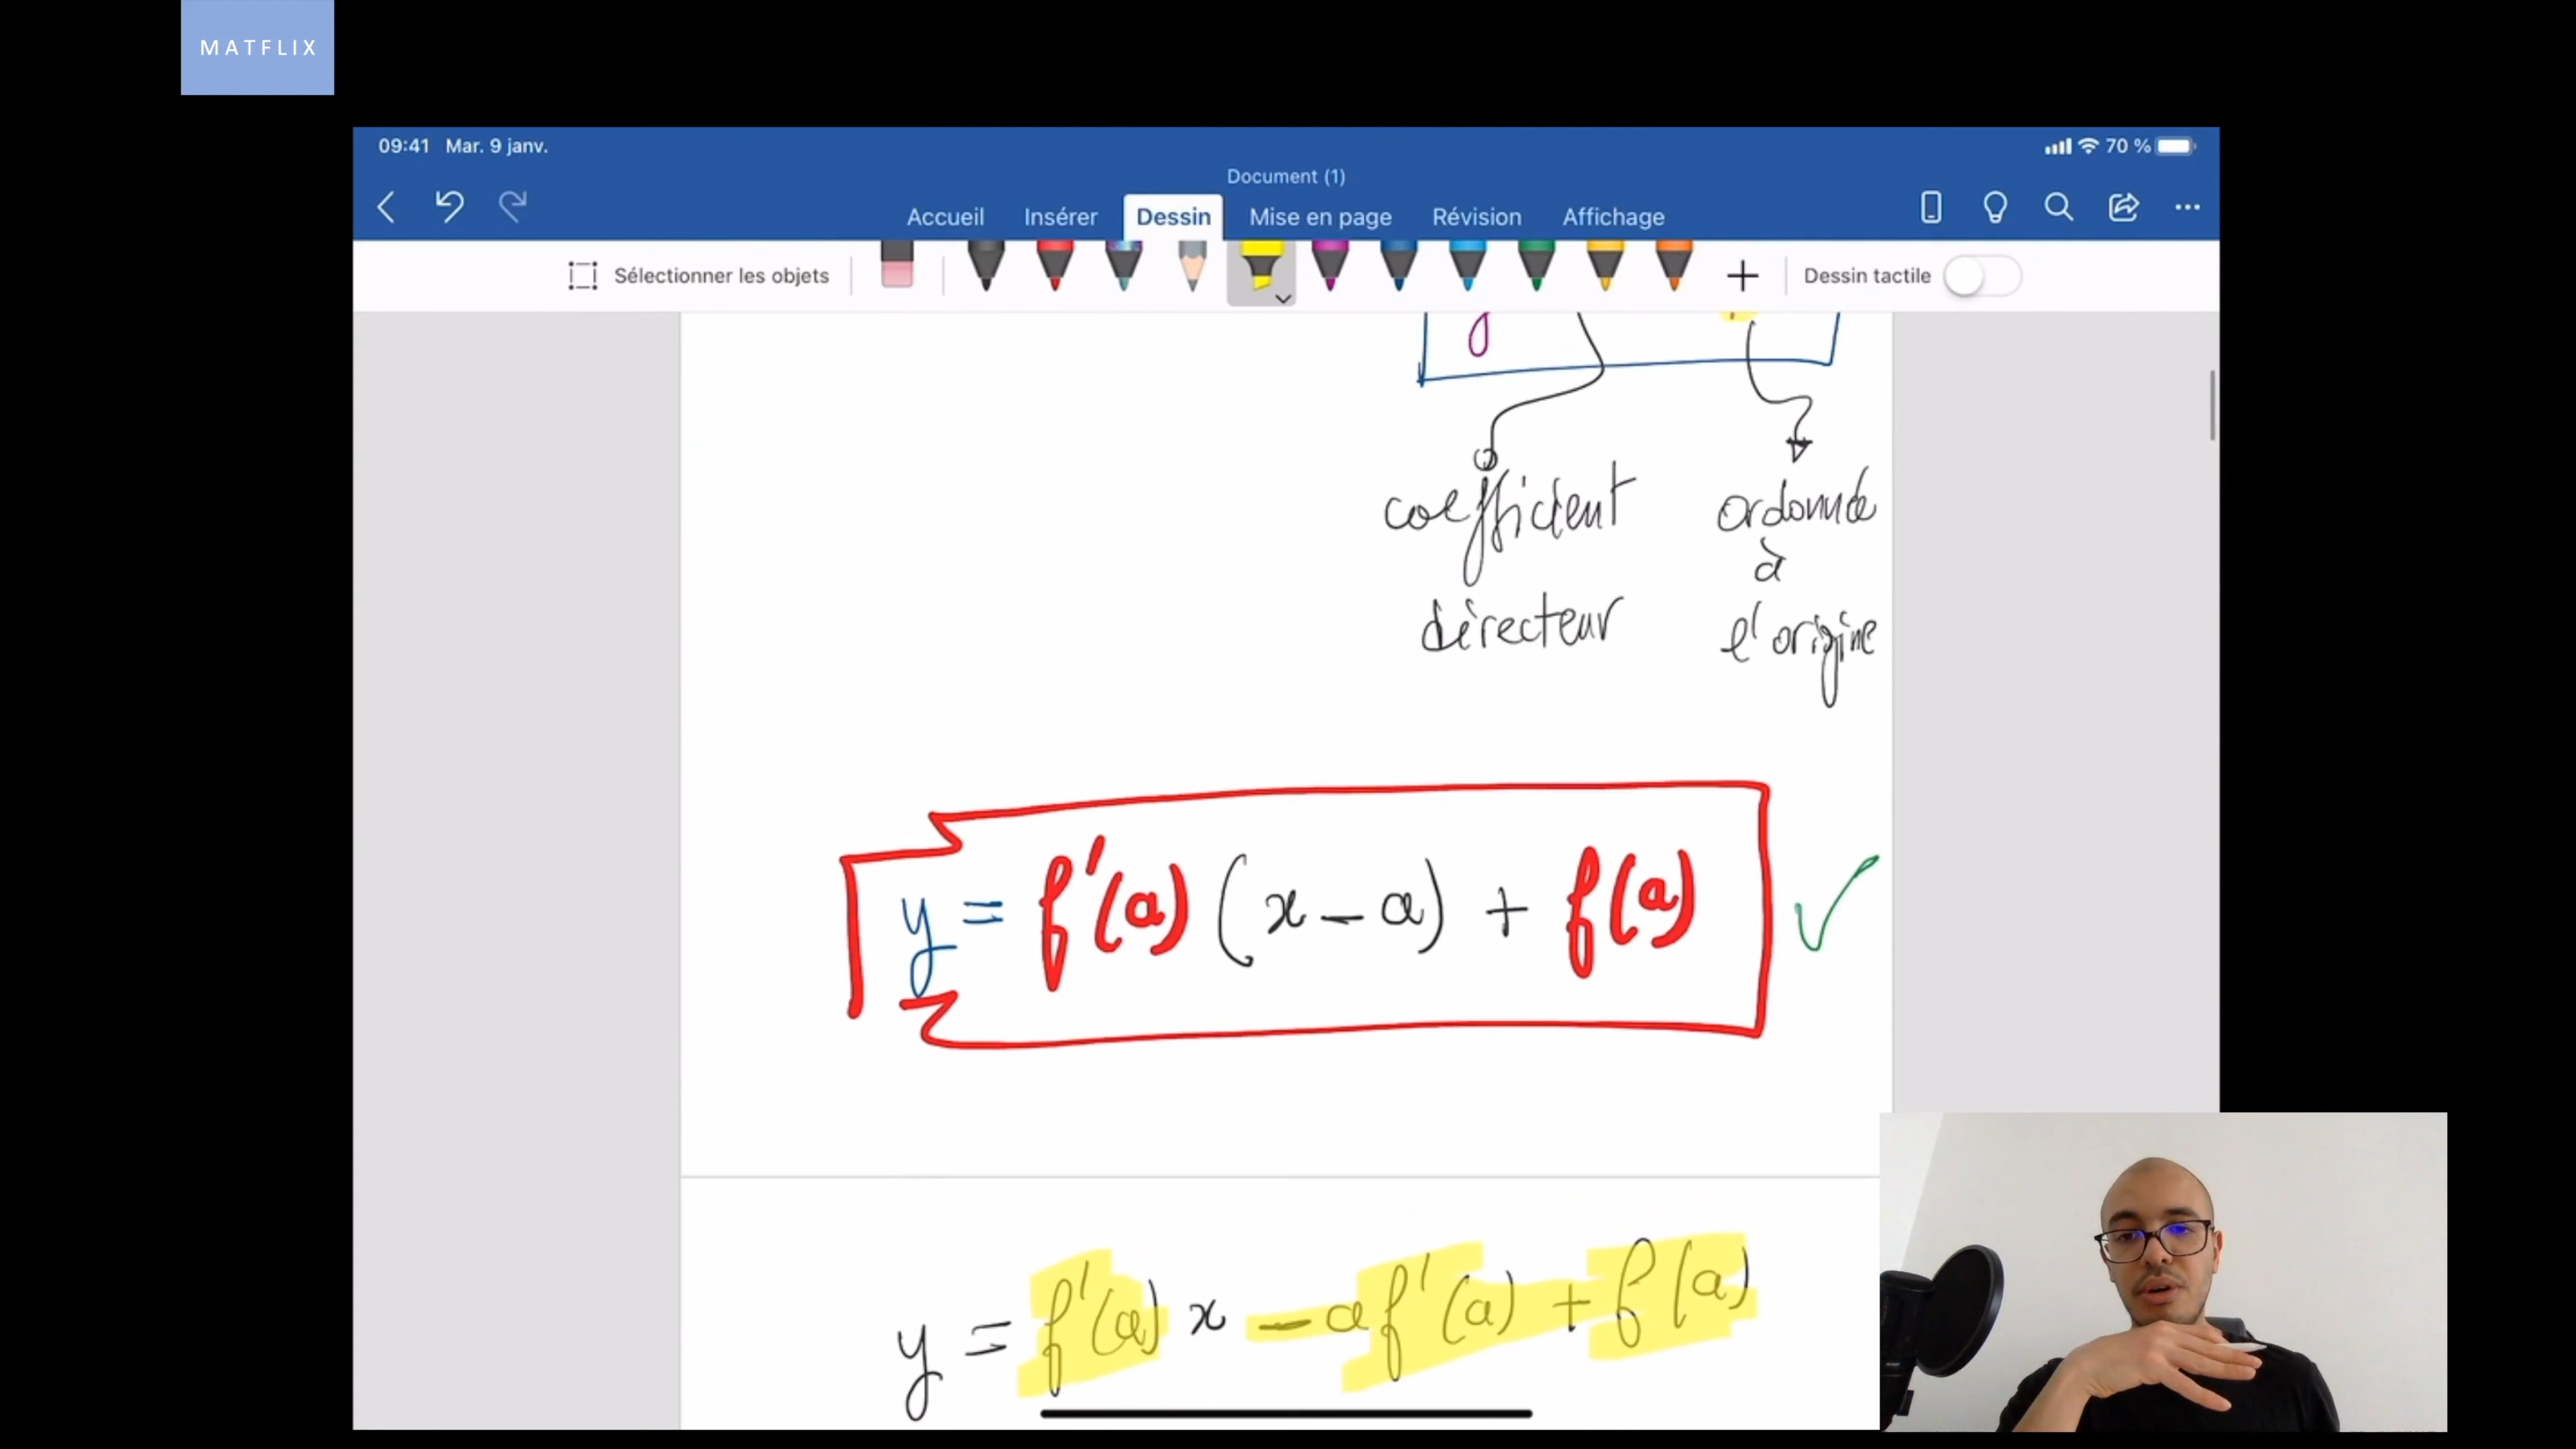 MATFLIX
09:41 Mar. 9 janv.
70 %
Document (1)
Accueil Insérer Dessin Mise en page Révision Affichage
Sélectionner les objets
Dessin tactile
y
coefficient
directeur
ordonnée
à
l'origine
y = f'(a) (x - a) + f(a)
y = f'(a) x - a f'(a) + f(a)